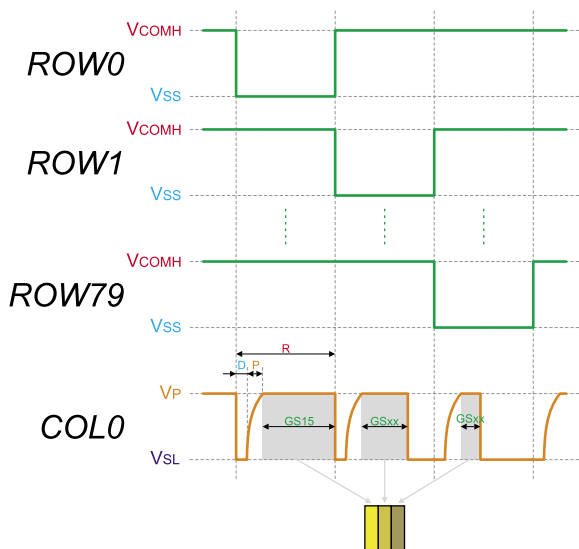 VCOMH
ROW0
VSS
VCOMH
ROW1
VSS
VCOMH
ROW79
VSS
R
D P
VP
COL0
GS15 GSxx GSxx
VSL